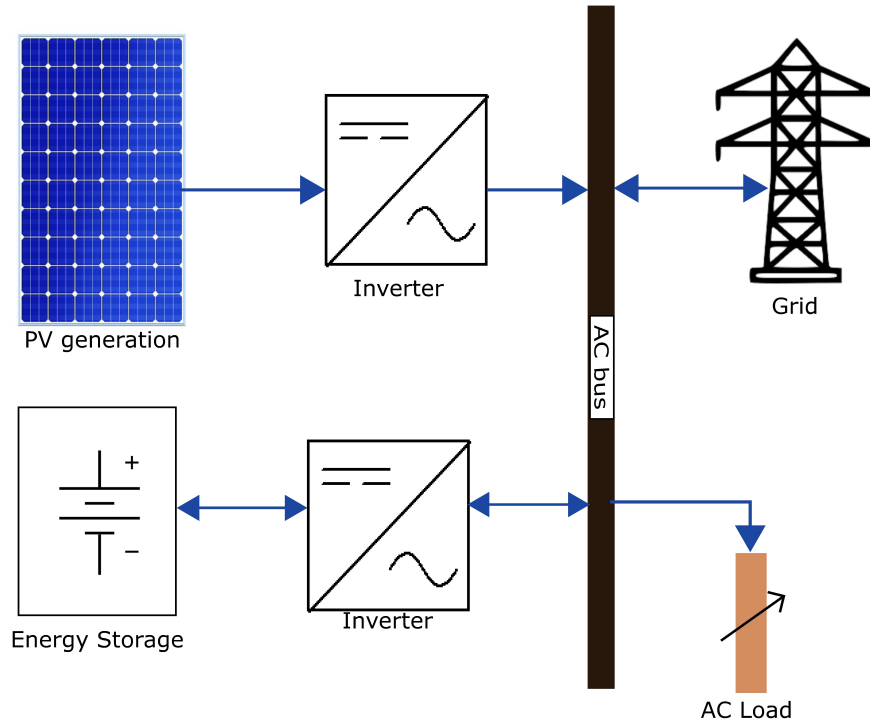 Inverter
Grid
PV generation
AC bus
+
−
Energy Storage
Inverter
AC Load